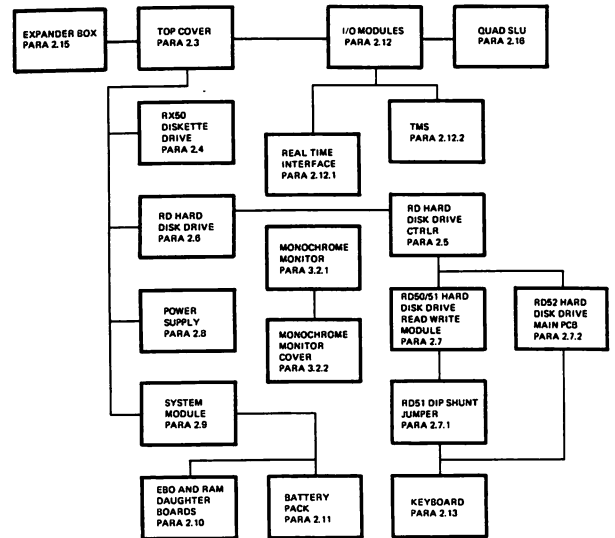 EXPANDER BOX
PARA 2.15
TOP COVER
PARA 2.3
I/O MODULES
PARA 2.12
QUAD SLU
PARA 2.16
RX50
DISKETTE
DRIVE
PARA 2.4
REAL TIME
INTERFACE
PARA 2.12.1
TMS
PARA 2.12.2
RD HARD
DISK DRIVE
PARA 2.6
RD HARD
DISK DRIVE
CTRLR
PARA 2.5
MONOCHROME
MONITOR
PARA 3.2.1
POWER
SUPPLY
PARA 2.8
MONOCHROME
MONITOR
COVER
PARA 3.2.2
RD50/51 HARD
DISK DRIVE
READ WRITE
MODULE
PARA 2.7
RD52 HARD
DISK DRIVE
MAIN PCB
PARA 2.7.2
SYSTEM
MODULE
PARA 2.9
RD51 DIP SHUNT
JUMPER
PARA 2.7.1
EBO AND RAM
DAUGHTER
BOARDS
PARA 2.10
BATTERY
PACK
PARA 2.11
KEYBOARD
PARA 2.13